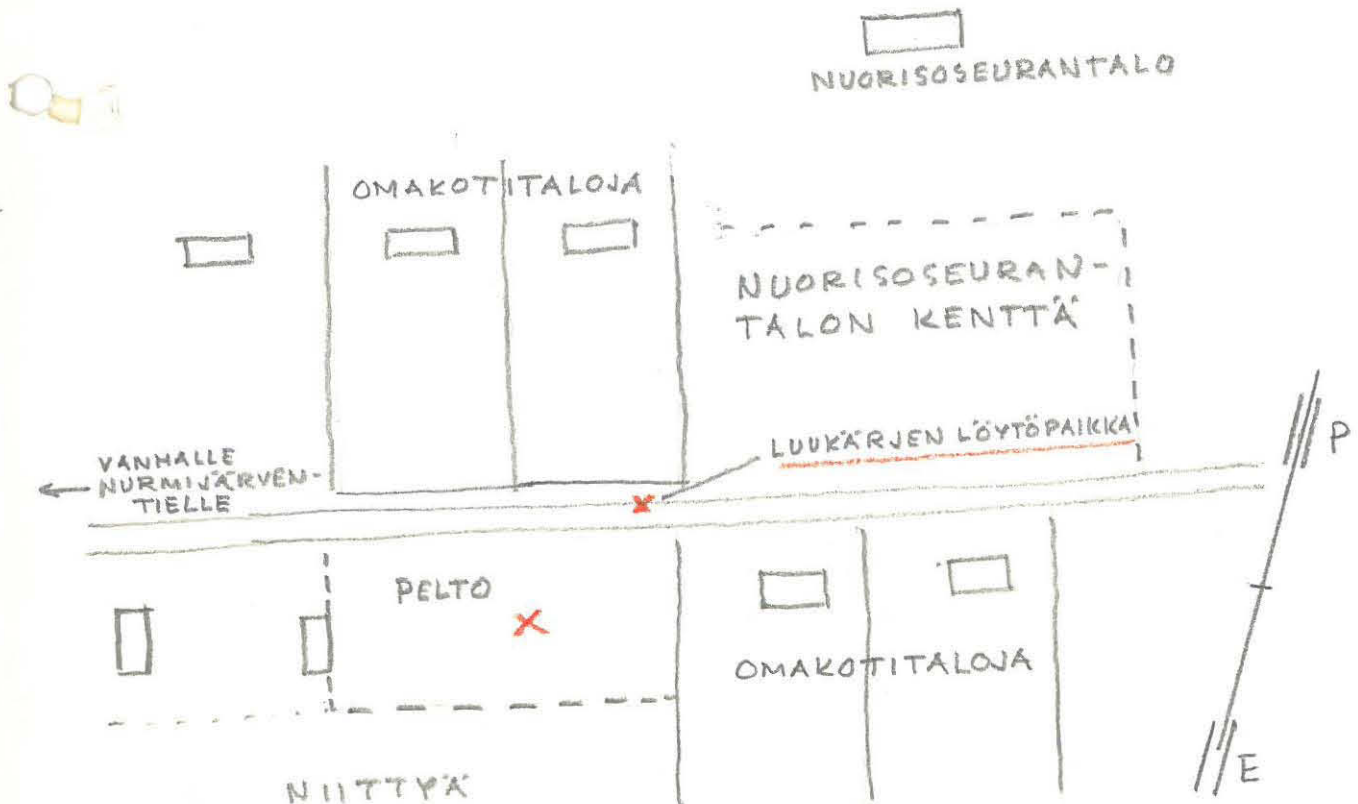 NUORISOSEURANTALO
OMAKOTITALOJA
NUORISOSEURAN-
TALON KENTTÄ
LUUKÄRJEN LÖYTÖPAIKKA
P
VANHALLE
NURMIJÄRVEN-
TIELLE
PELTO
OMAKOTITALOJA
E
NIITTYÄ